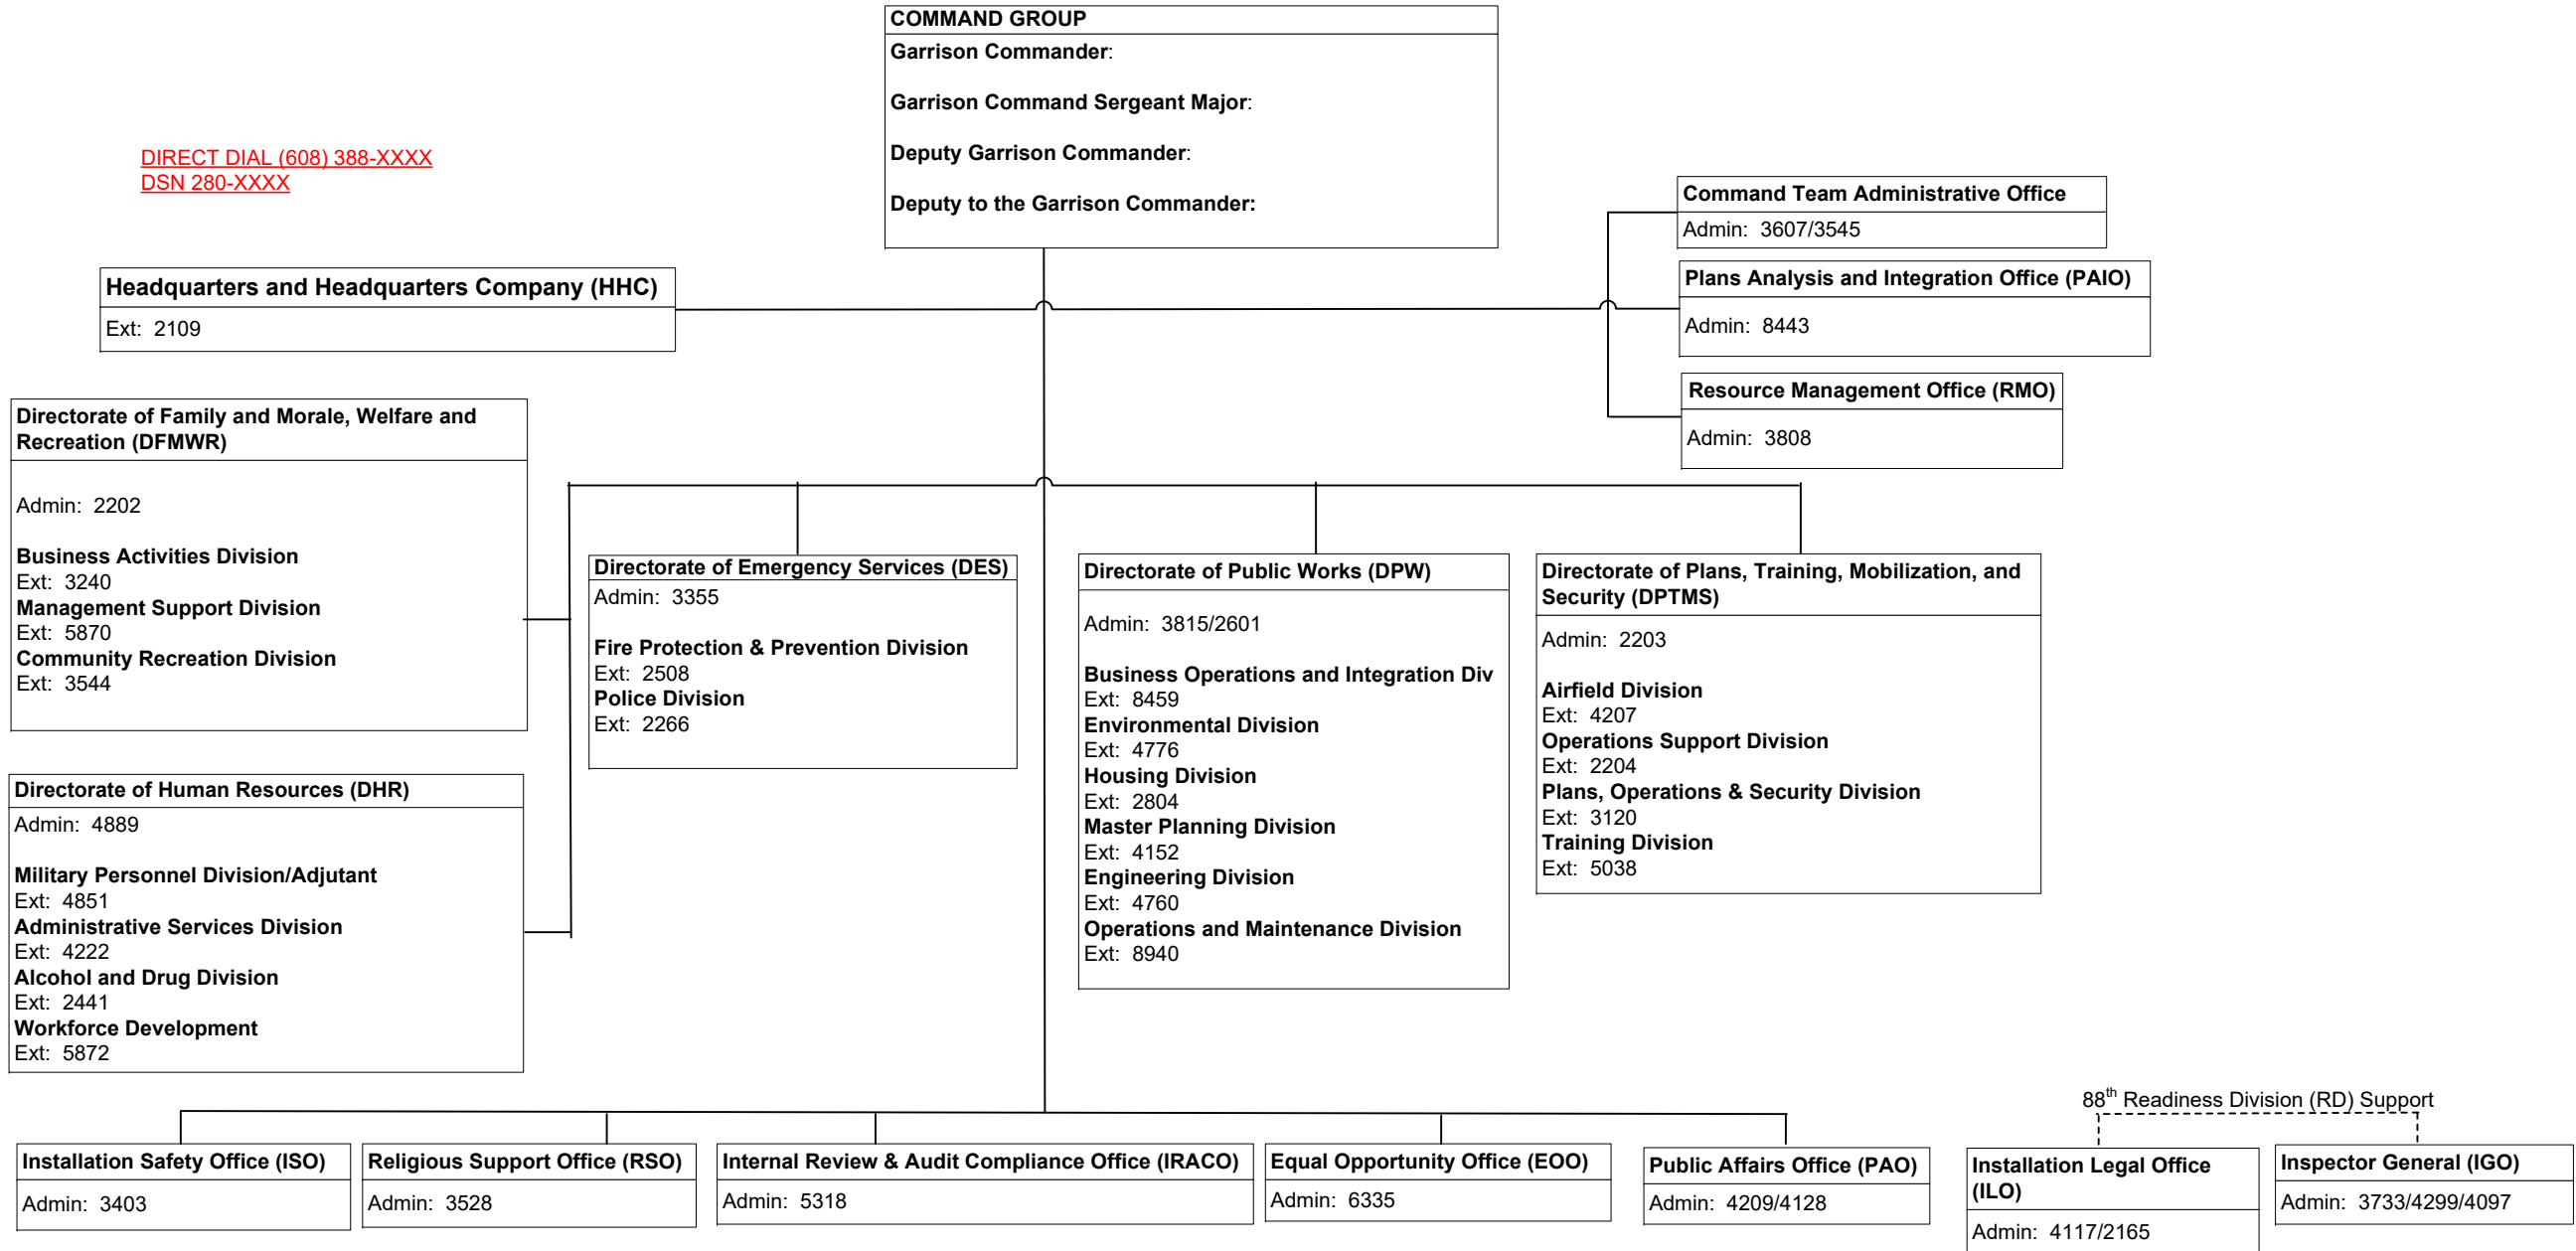 COMMAND GROUP
Garrison Commander:
Garrison Command Sergeant Major:
Deputy Garrison Commander:
Deputy to the Garrison Commander:
DIRECT DIAL (608) 388-XXXX
DSN 280-XXXX
Command Team Administrative Office
Admin: 3607/3545
Headquarters and Headquarters Company (HHC)
Ext: 2109
Plans Analysis and Integration Office (PAIO)
Admin: 8443
Resource Management Office (RMO)
Admin: 3808
Directorate of Family and Morale, Welfare and
Recreation (DFMWR)
Admin: 2202
Business Activities Division
Ext: 3240
Management Support Division
Ext: 5870
Community Recreation Division
Ext: 3544
Directorate of Emergency Services (DES)
Admin: 3355
Fire Protection & Prevention Division
Ext: 2508
Police Division
Ext: 2266
Directorate of Public Works (DPW)
Admin: 3815/2601
Business Operations and Integration Div
Ext: 8459
Environmental Division
Ext: 4776
Housing Division
Ext: 2804
Master Planning Division
Ext: 4152
Engineering Division
Ext: 4760
Operations and Maintenance Division
Ext: 8940
Directorate of Plans, Training, Mobilization, and
Security (DPTMS)
Admin: 2203
Airfield Division
Ext: 4207
Operations Support Division
Ext: 2204
Plans, Operations & Security Division
Ext: 3120
Training Division
Ext: 5038
Directorate of Human Resources (DHR)
Admin: 4889
Military Personnel Division/Adjutant
Ext: 4851
Administrative Services Division
Ext: 4222
Alcohol and Drug Division
Ext: 2441
Workforce Development
Ext: 5872
88th Readiness Division (RD) Support
Installation Safety Office (ISO)
Admin: 3403
Religious Support Office (RSO)
Admin: 3528
Internal Review & Audit Compliance Office (IRACO)
Admin: 5318
Equal Opportunity Office (EOO)
Admin: 6335
Public Affairs Office (PAO)
Admin: 4209/4128
Installation Legal Office
(ILO)
Admin: 4117/2165
Inspector General (IGO)
Admin: 3733/4299/4097